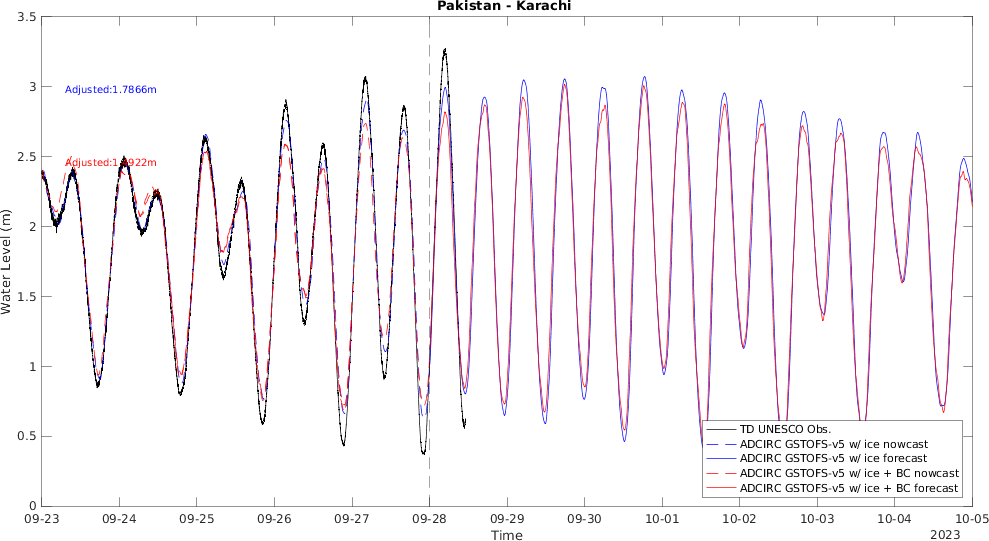 Pakistan - Karachi
3.5
3
2.5
2
1.5
1
0.5
0
Water Level (m)
Adjusted:1.7866m
TD UNESCO Obs.
ADCIRC GSTOFS-v5 w/ ice nowcast
ADCIRC GSTOFS-v5 w/ ice forecast
ADCIRC GSTOFS-v5 w/ ice + BC nowcast
ADCIRC GSTOFS-v5 w/ ice + BC forecast
09-23 09-24 09-25 09-26 09-27 09-28 09-29 09-30 10-01 10-02 10-03 10-04 10-05
Time
2023